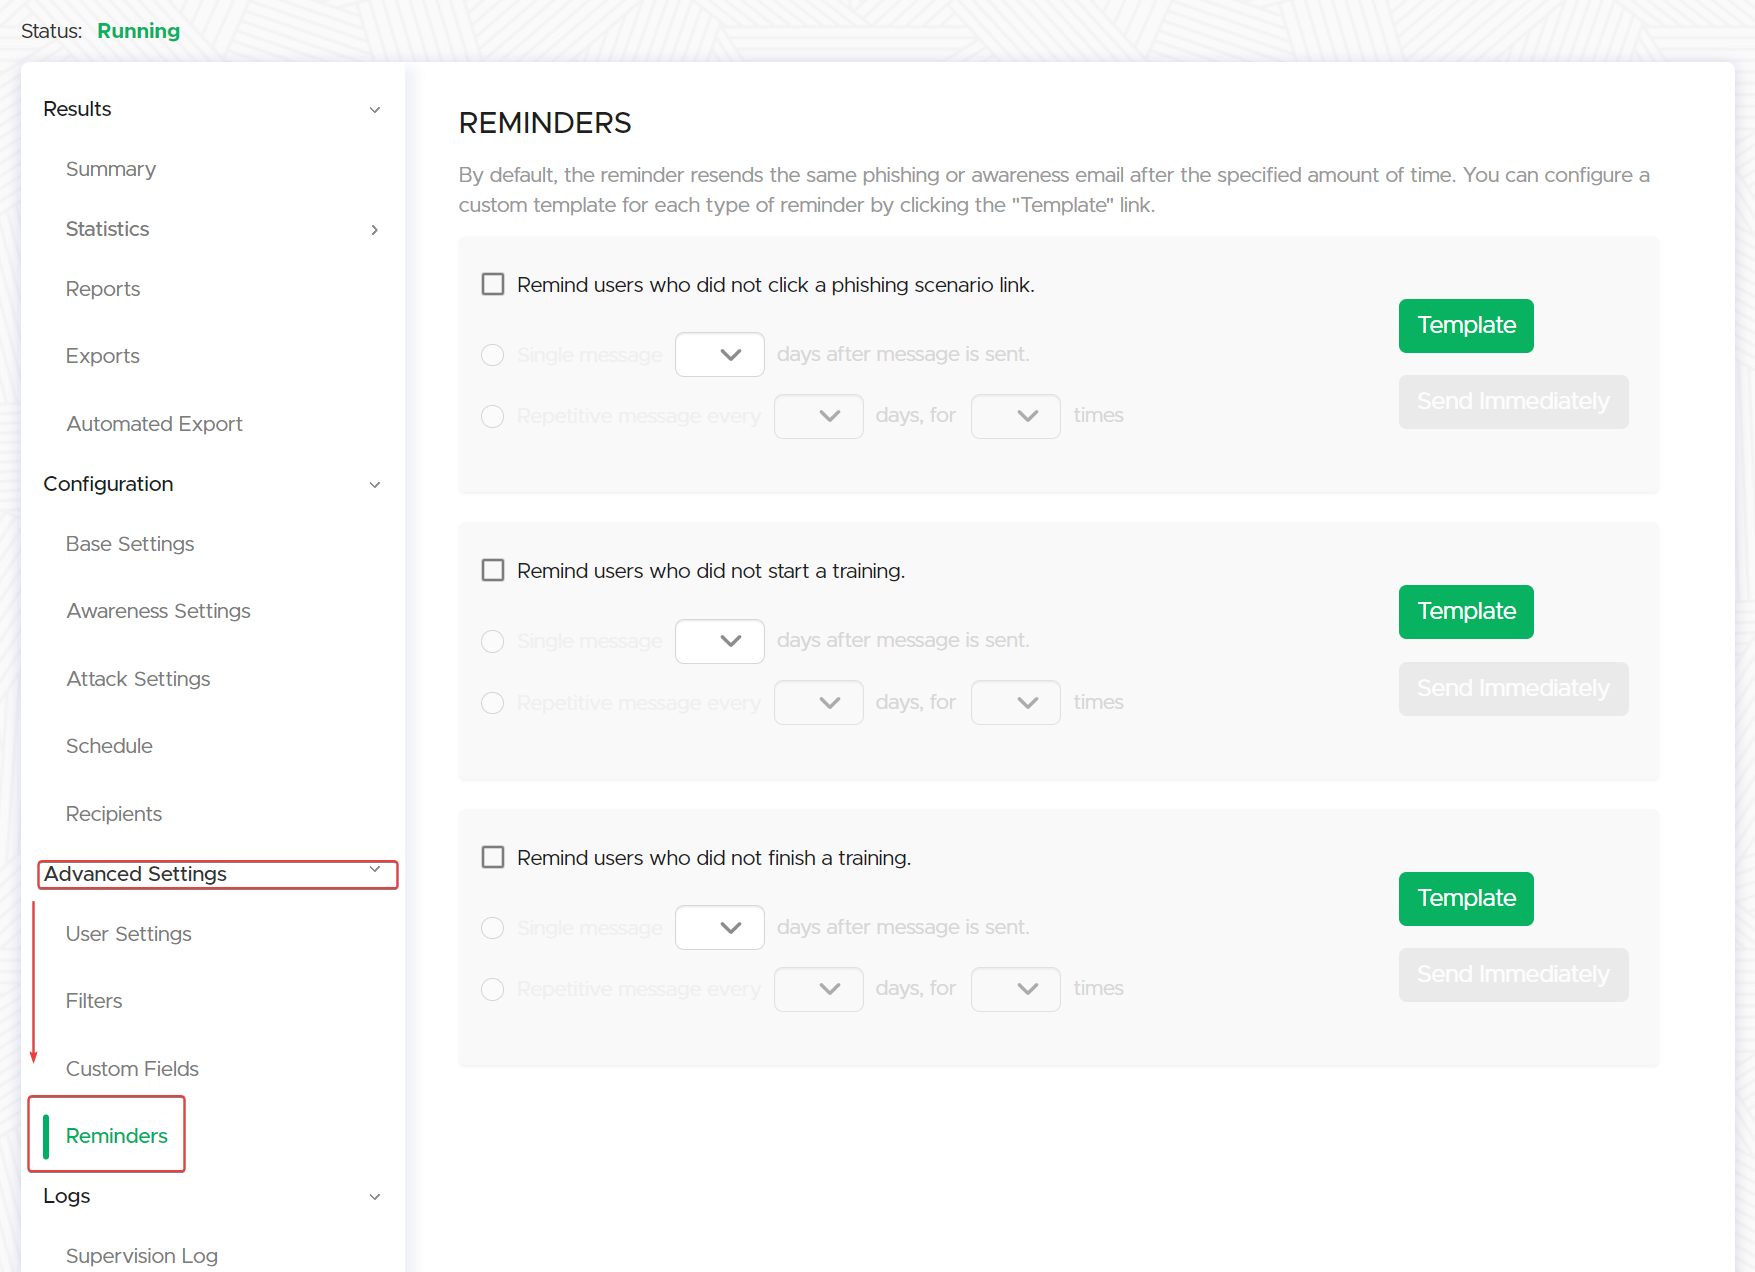 Status: Running
Results
Summary
Statistics
Reports
Exports
Automated Export
Configuration
Base Settings
Awareness Settings
Attack Settings
Schedule
Recipients
Advanced Settings
User Settings
Filters
Custom Fields
Reminders
Logs
Supervision Log
REMINDERS
By default, the reminder resends the same phishing or awareness email after the specified amount of time. You can configure a
custom template for each type of reminder by clicking the "Template" link.
Remind users who did not click a phishing scenario link.
Single message days after message is sent.
Repetitive message every days, for times
Template
Send Immediately
Remind users who did not start a training.
Single message days after message is sent.
Repetitive message every days, for times
Template
Send Immediately
Remind users who did not finish a training.
Single message days after message is sent.
Repetitive message every days, for times
Template
Send Immediately